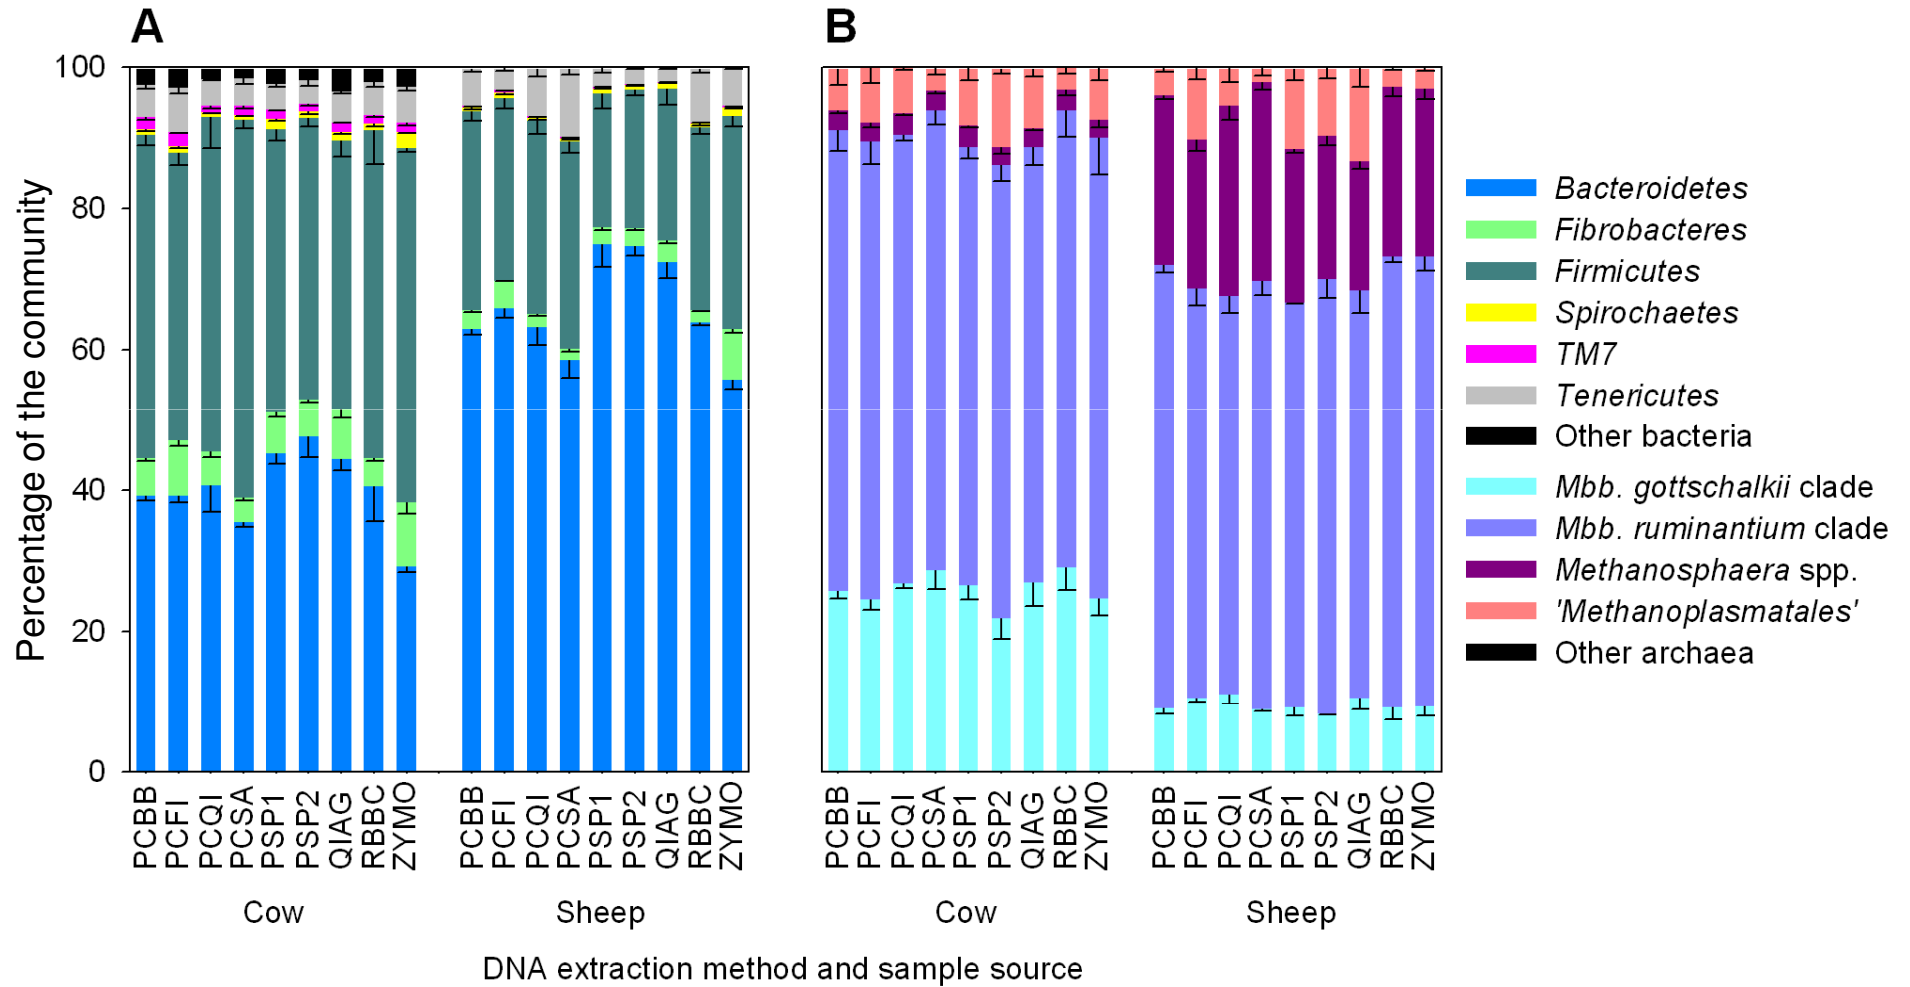 A
B
Percentage of the community
100
80
60
40
20
0
PCBB
PCFI
PCQI
PCSA
PSP1
PSP2
QIAG
RBBC
ZYMO
PCBB
PCFI
PCQI
PCSA
PSP1
PSP2
QIAG
RBBC
ZYMO
PCBB
PCFI
PCQI
PCSA
PSP1
PSP2
QIAG
RBBC
ZYMO
PCBB
PCFI
PCQI
PCSA
PSP1
PSP2
QIAG
RBBC
ZYMO
Cow
Sheep
Cow
Sheep
DNA extraction method and sample source
Bacteroidetes
Fibrobacteres
Firmicutes
Spirochaetes
TM7
Tenericutes
Other bacteria
Mbb. gottschalkii clade
Mbb. ruminantium clade
Methanosphaera spp.
'Methanoplasmatales'
Other archaea